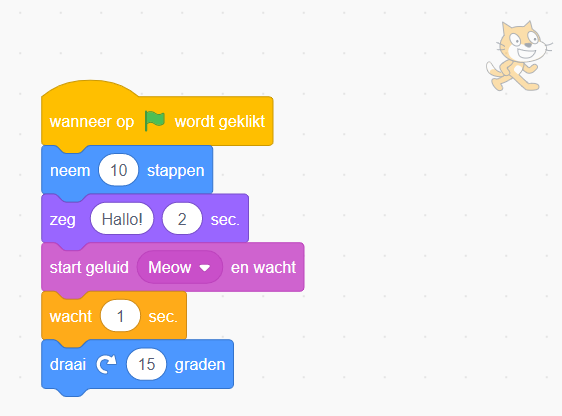 wanneer op wordt geklikt
neem 10 stappen
zeg Hallo! 2 sec.
start geluid Meow en wacht
wacht 1 sec.
draai 15 graden